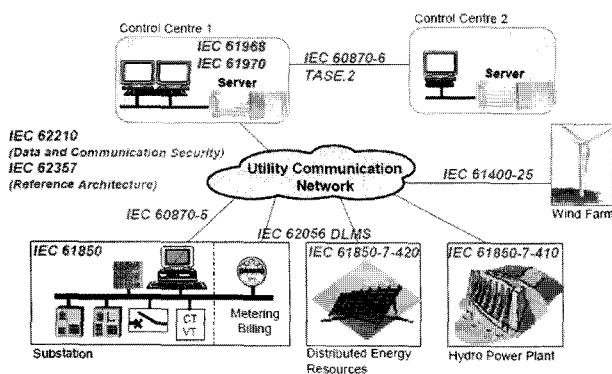 Control Centre 1
IEC 61968
IEC 61970
Server
IEC 60870-6
TASE.2
Control Centre 2
Server
IEC 62210
(Data and Communication Security)
IEC 62357
(Reference Architecture)
Utility Communication
Network
IEC 61400-25
Wind Farm
IEC 60870-5
IEC 62056 DLMS
IEC 61850
IEC 61850-7-420
IEC 61850-7-410
CT
VT
Metering
Billing
Substation
Distributed Energy
Resources
Hydro Power Plant